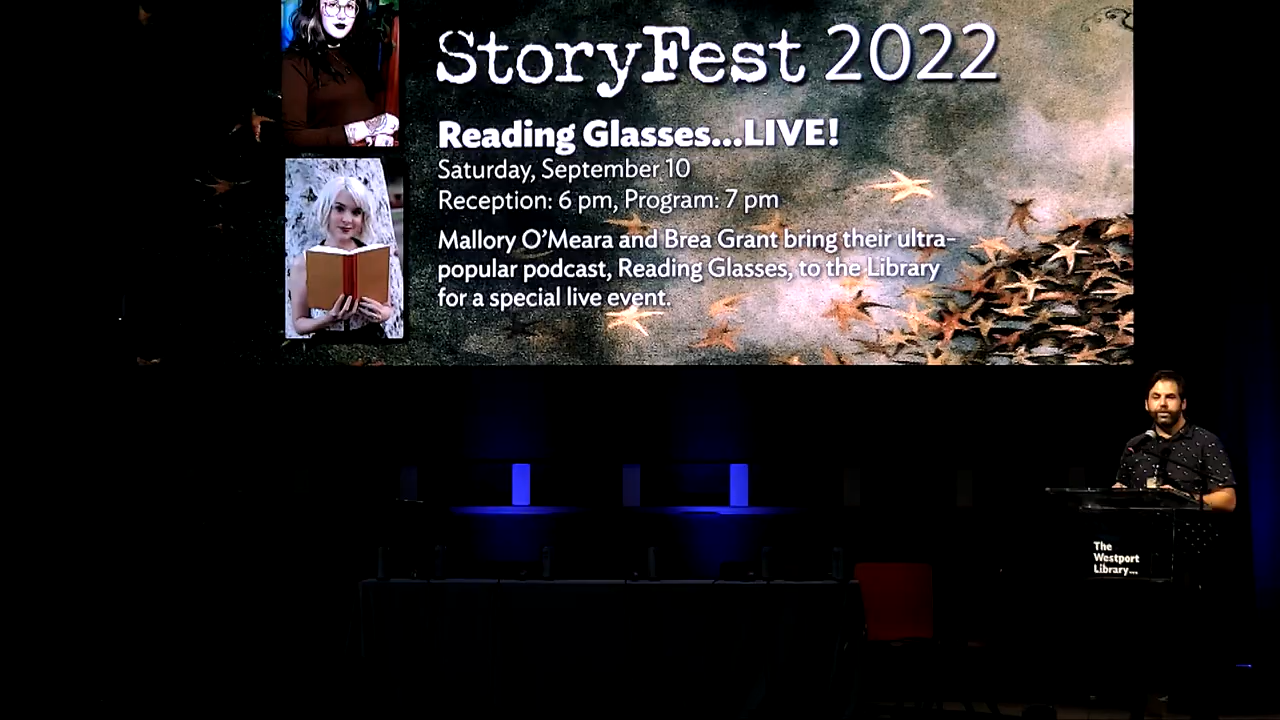 StoryFest 2022
Reading Glasses...LIVE!
Saturday, September 10
Reception: 6 pm, Program: 7 pm
Mallory O'Meara and Brea Grant bring their ultra-
popular podcast, Reading Glasses, to the Library
for a special live event.
The
Westport
Library...